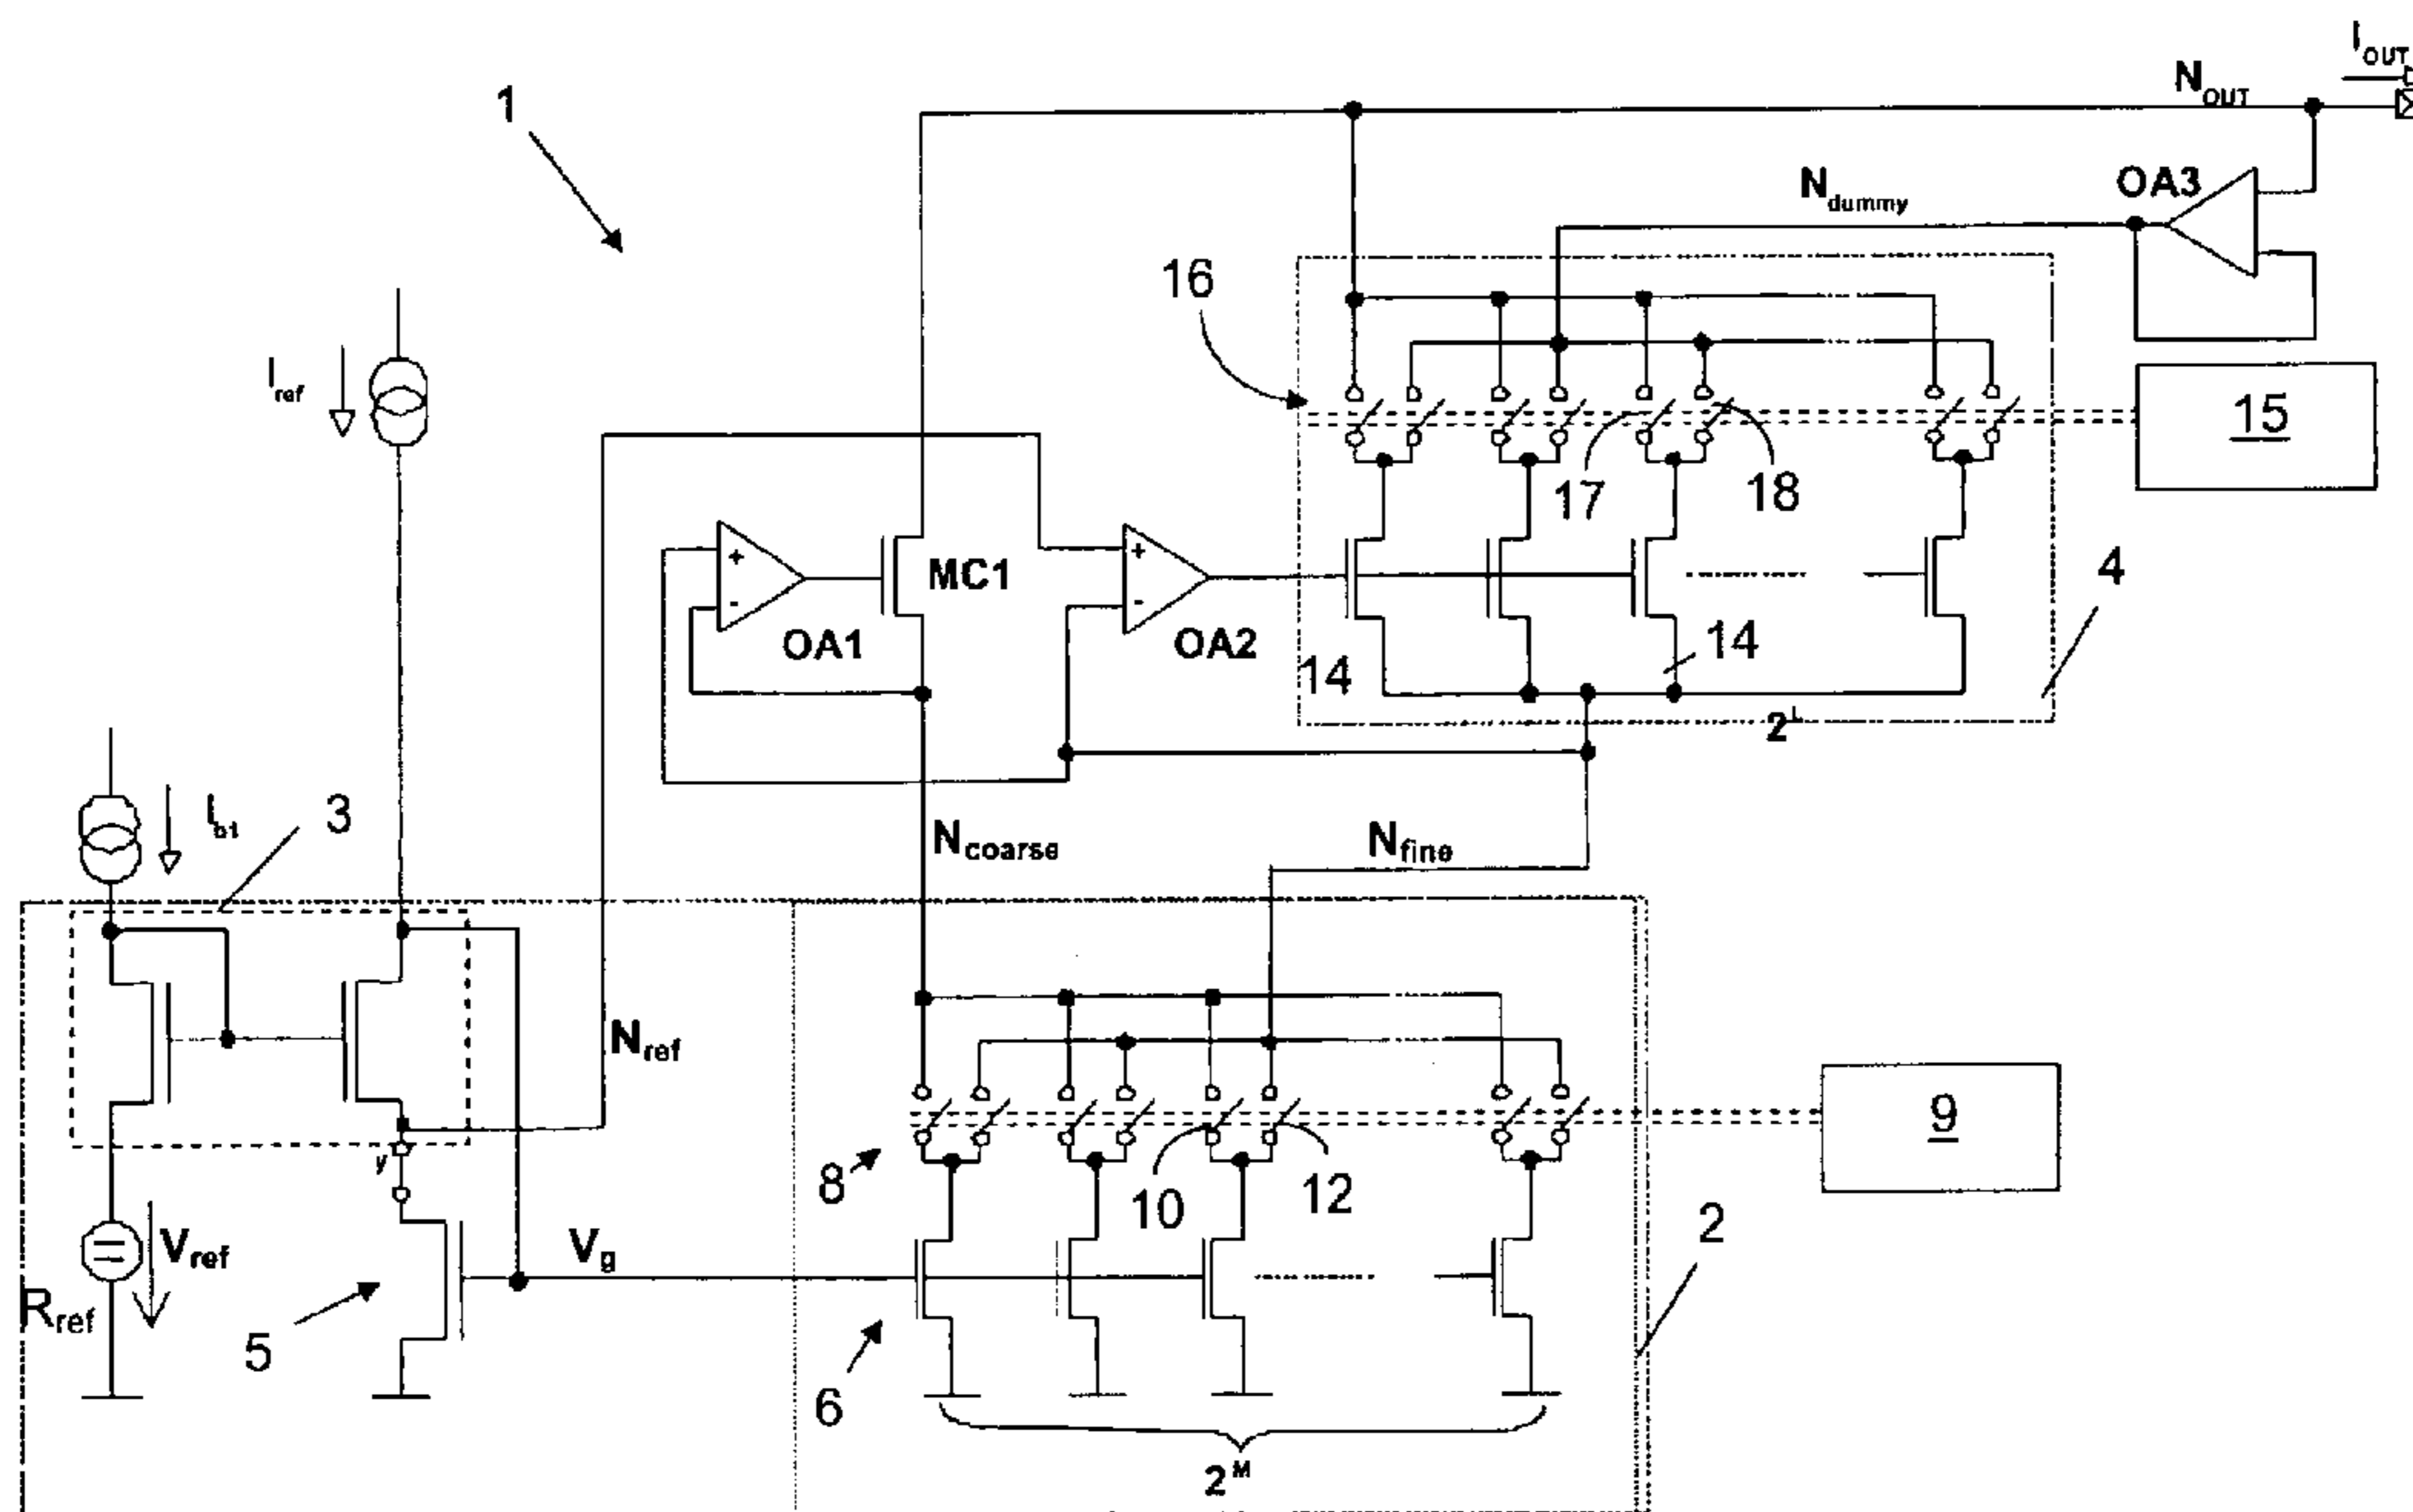 I_OUT
N_OUT
1
OA3
N_dummy
16
I_ref
15
17
18
+
-
MC1
OA1
+
-
OA2
14
14
4
2^L
I_b1
3
N_coarse
N_fine
N_ref
y
8
10
12
9
2
V_ref
V_g
R_ref
5
6
2^M